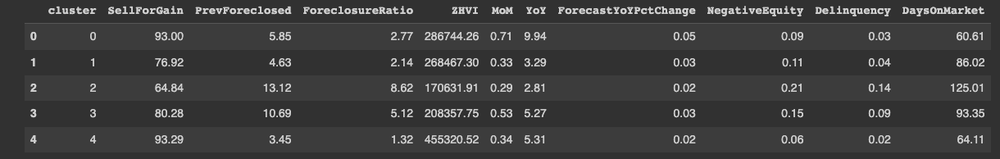 cluster SellForGain PrevForeclosed ForeclosureRatio ZHVI MoM YoY ForecastYoYPctChange NegativeEquity Delinquency DaysOnMarket
0 0 93.00 5.85 2.77 286744.26 0.71 9.94 0.05 0.09 0.03 60.61
1 1 76.92 4.63 2.14 268467.30 0.33 3.29 0.03 0.11 0.04 86.02
2 2 64.84 13.12 8.62 170631.91 0.29 2.81 0.02 0.21 0.14 125.01
3 3 80.28 10.69 5.12 208357.75 0.53 5.27 0.03 0.15 0.09 93.35
4 4 93.29 3.45 1.32 455320.52 0.34 5.31 0.02 0.06 0.02 64.11